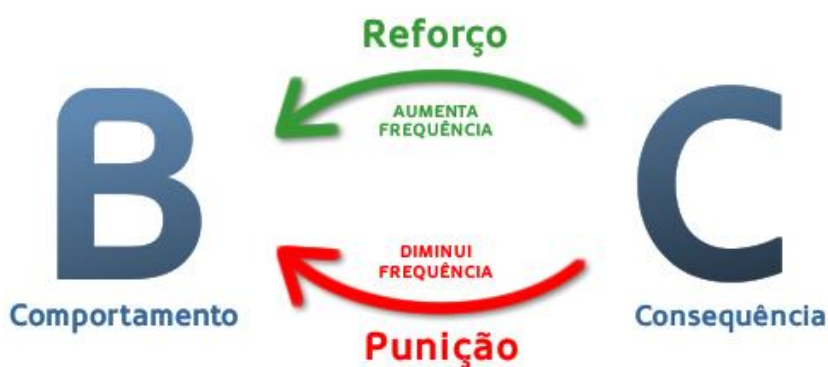 Reforço
AUMENTA
FREQUÊNCIA
B
C
DIMINUI
FREQUÊNCIA
Comportamento
Consequência
Punição